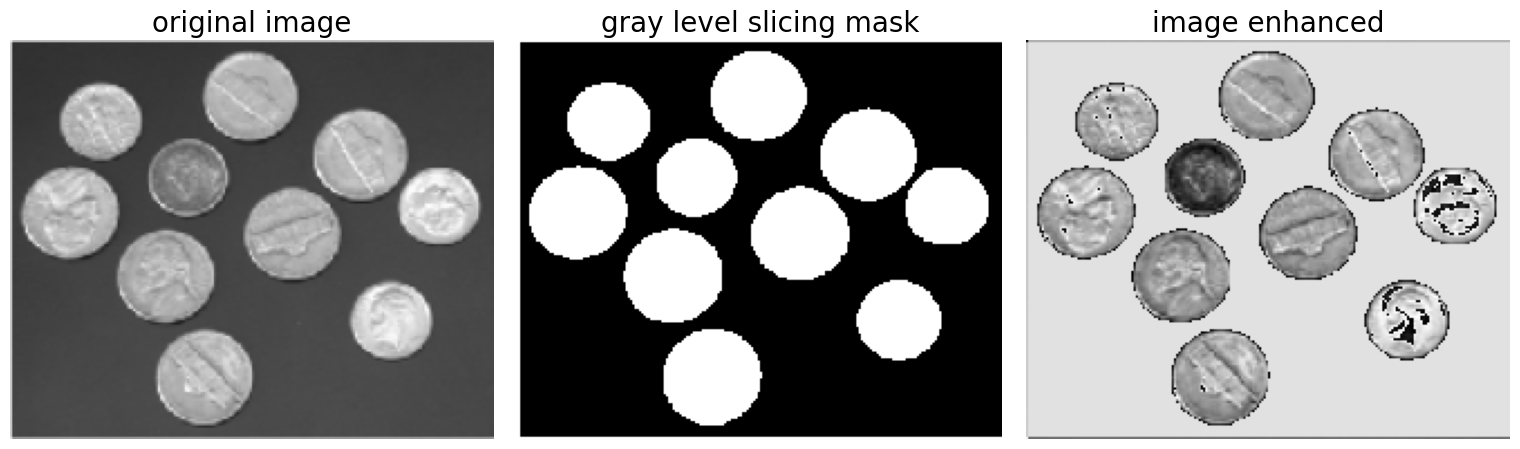 original image
gray level slicing mask
image enhanced